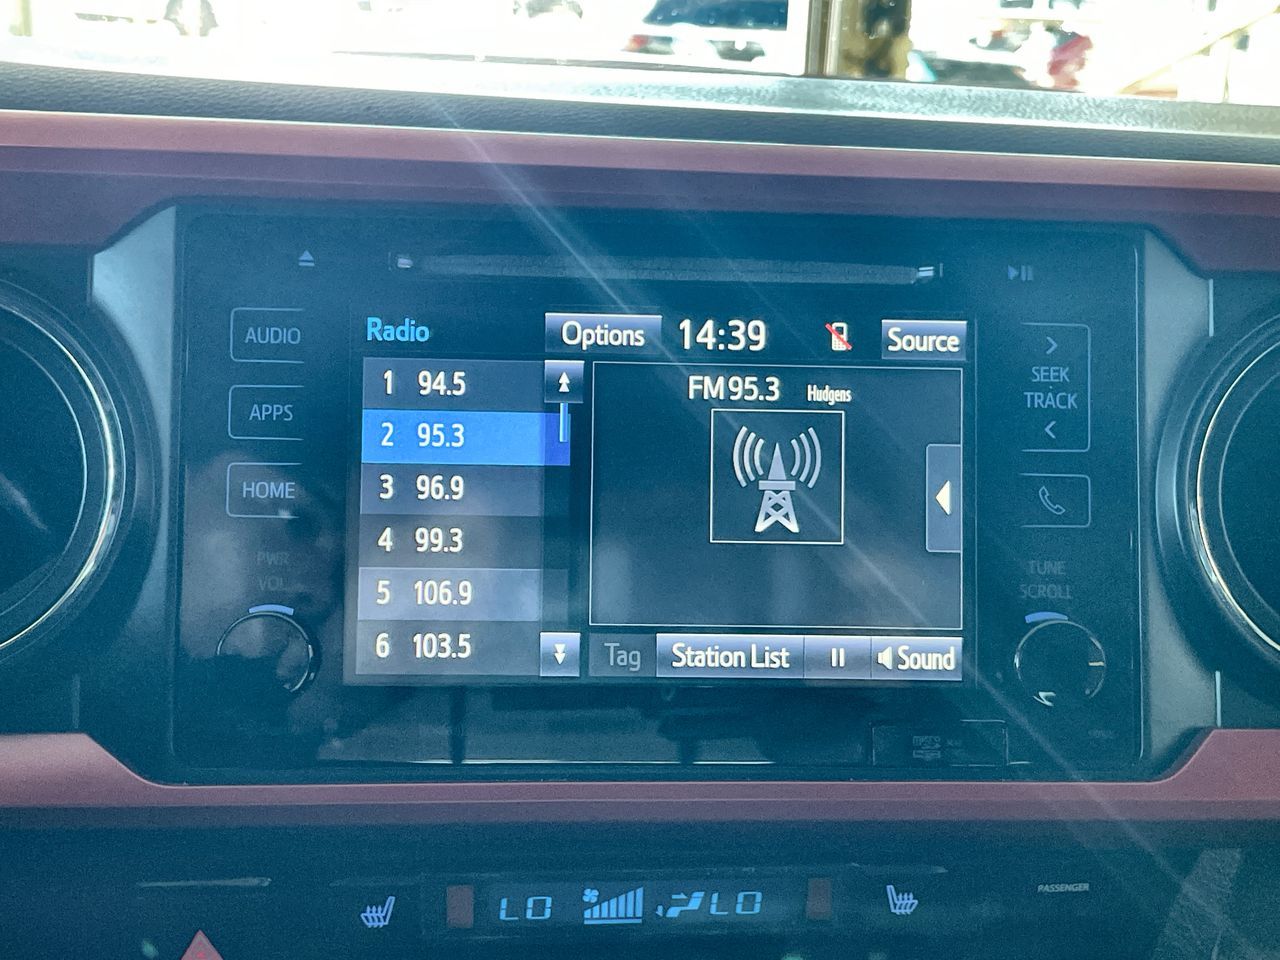 AUDIO
APPS
HOME
PWR
VOL
Radio
Options
14:39
Source
1 94.5
2 95.3
3 96.9
4 99.3
5 106.9
6 103.5
FM 95.3 Hudgens
Tag
Station List
Sound
SEEK
TRACK
TUNE
SCROLL
LO
LO
PASSENGER